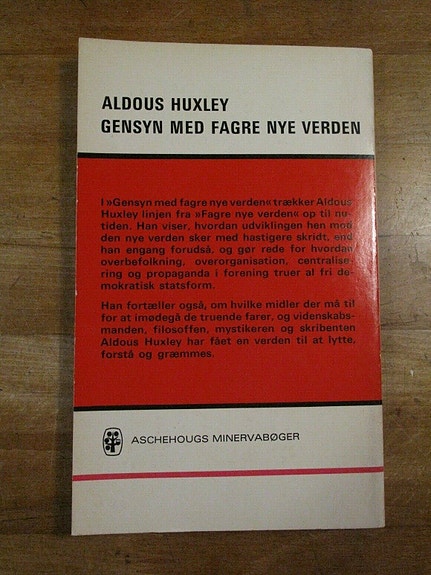 ALDOUS HUXLEY
GENSYN MED FAGRE NYE VERDEN
I »Gensyn med fagre nye verden« trækker Aldous
Huxley linjen fra »Fagre nye verden« op til nu-
tiden. Han viser, hvordan udviklingen hen mod
den nye verden sker med hastigere skridt, end
han engang forudså, og gør rede for hvordan
overbefolkning, overorganisation, centralise-
ring og propaganda i forening truer al fri de-
mokratisk statsform.
Han fortæller også, om hvilke midler der må til
for at imødegå de truende farer, og videnskabs-
manden, filosoffen, mystikeren og skribenten
Aldous Huxley har fået en verden til at lytte,
forstå og græmmes.
ASCHEHOUGS MINERVABØGER